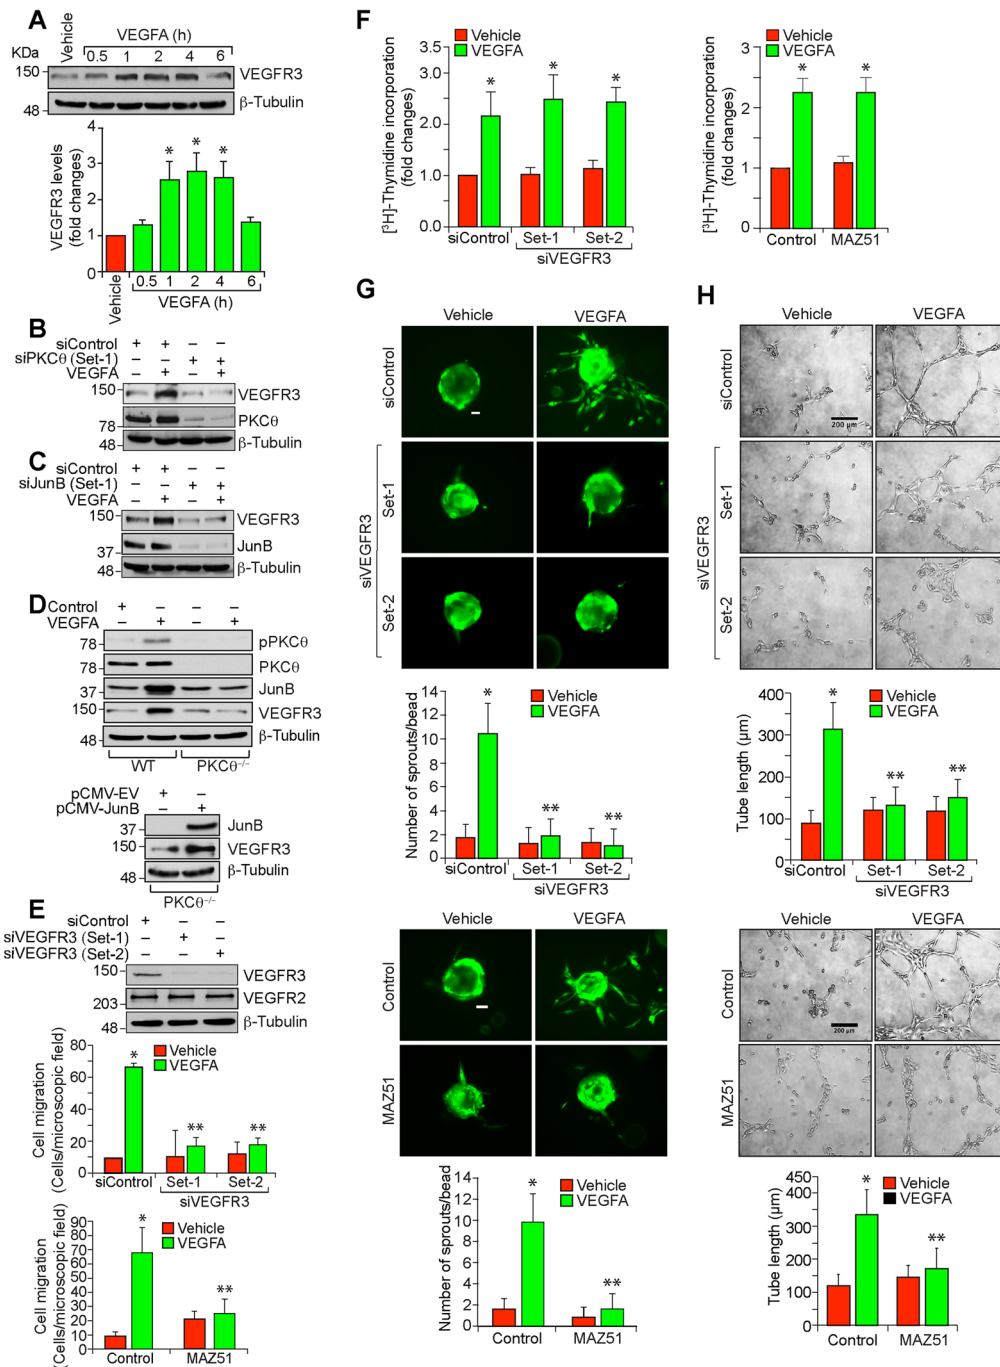 A
Vehicle
VEGFA (h)
KDa
0.5 1 2 4 6
150
VEGFR3
48
β-Tubulin
VEGFR3 levels
(fold changes)
4
3
2
1
0
* * *
Vehicle
0.5 1 2 4 6
VEGFA (h)
B
siControl + + – –
siPKCθ (Set-1) – – + +
VEGFA – + – +
150
VEGFR3
78
PKCθ
48
β-Tubulin
C
siControl + + – –
siJunB (Set-1) – – + +
VEGFA – + – +
150
VEGFR3
37
JunB
48
β-Tubulin
D
Control + – – –
VEGFA – + – +
78
pPKCθ
78
PKCθ
37
JunB
150
VEGFR3
48
β-Tubulin
WT PKCθ–/–
pCMV-EV + –
pCMV-JunB – +
37
JunB
150
VEGFR3
48
β-Tubulin
PKCθ–/–
E
siControl + – –
siVEGFR3 (Set-1) – + –
siVEGFR3 (Set-2) – – +
150
VEGFR3
203
VEGFR2
48
β-Tubulin
Cell migration
(Cells/microscopic field)
80
60
40
20
10
0
Vehicle
VEGFA
* ** **
siControl Set-1 Set-2
siVEGFR3
Cell migration
(Cells/microscopic field)
90
80
70
60
50
40
30
20
10
0
Vehicle
VEGFA
* **
Control MAZ51
F
Vehicle
VEGFA
[³H]-Thymidine incorporation
(fold changes)
3.5
3.0
2.0
1.0
0.0
* * *
siControl Set-1 Set-2
siVEGFR3
Vehicle
VEGFA
[³H]-Thymidine incorporation
(fold changes)
3
2
1
0
* *
Control MAZ51
G
Vehicle VEGFA
siControl
Set-1
siVEGFR3
Set-2
Number of sprouts/bead
14
12
10
8
6
4
2
0
Vehicle
VEGFA
* ** **
siControl Set-1 Set-2
siVEGFR3
Vehicle VEGFA
Control
MAZ51
Number of sprouts/bead
14
12
10
8
6
4
2
0
Vehicle
VEGFA
* **
Control MAZ51
H
Vehicle VEGFA
siControl
200 µm
Set-1
siVEGFR3
Set-2
Tube length (µm)
400
300
200
100
0
Vehicle
VEGFA
* ** **
siControl Set-1 Set-2
siVEGFR3
Vehicle VEGFA
Control
200 µm
MAZ51
Tube length (µm)
450
300
200
100
0
Vehicle
VEGFA
* **
Control MAZ51